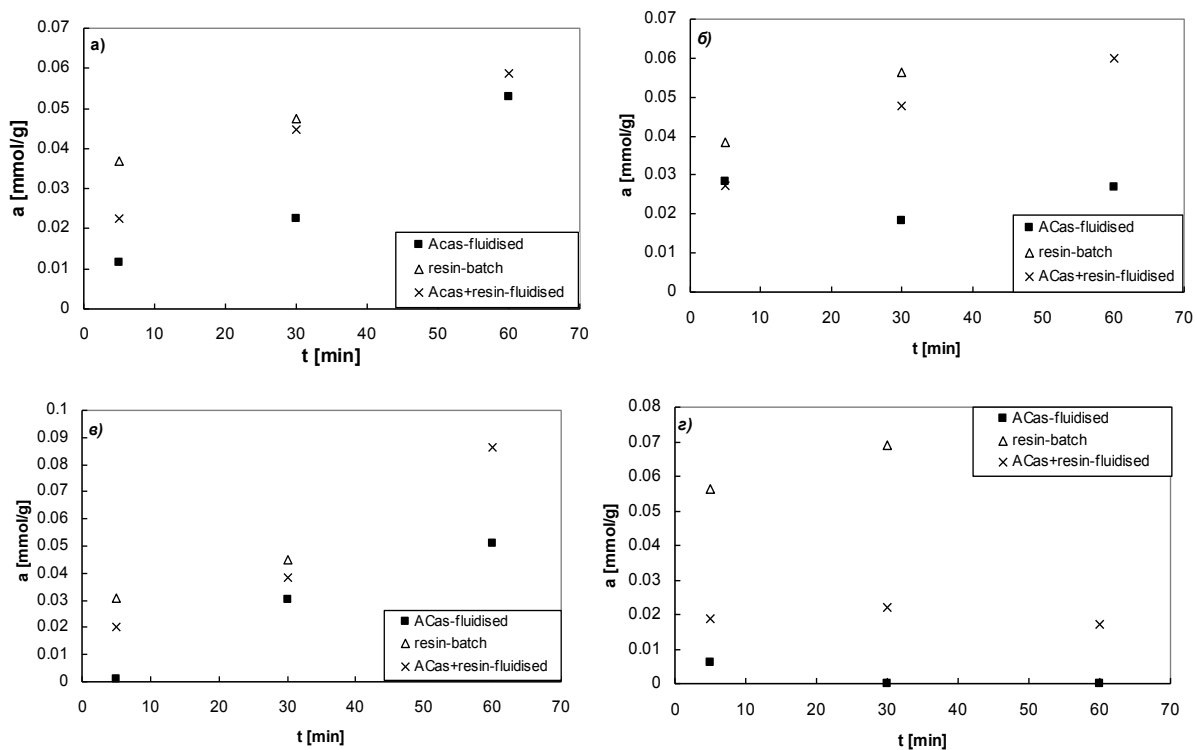 а)
0.07
0.06
0.05
0.04
0.03
0.02
0.01
0
a [mmol/g]
0 10 20 30 40 50 60 70
t [min]
Acas-fluidised
resin-batch
Acas+resin-fluidised
б)
0.07
0.06
0.05
0.04
0.03
0.02
0.01
0
a [mmol/g]
0 10 20 30 40 50 60 70
t [min]
ACas-fluidised
resin-batch
ACas+resin-fluidised
в)
0.1
0.09
0.08
0.07
0.06
0.05
0.04
0.03
0.02
0.01
0
a [mmol/g]
0 10 20 30 40 50 60 70
t [min]
ACas-fluidised
resin-batch
ACas+resin-fluidised
г)
0.08
0.07
0.06
0.05
0.04
0.03
0.02
0.01
0
a [mmol/g]
0 10 20 30 40 50 60 70
t [min]
ACas-fluidised
resin-batch
ACas+resin-fluidised